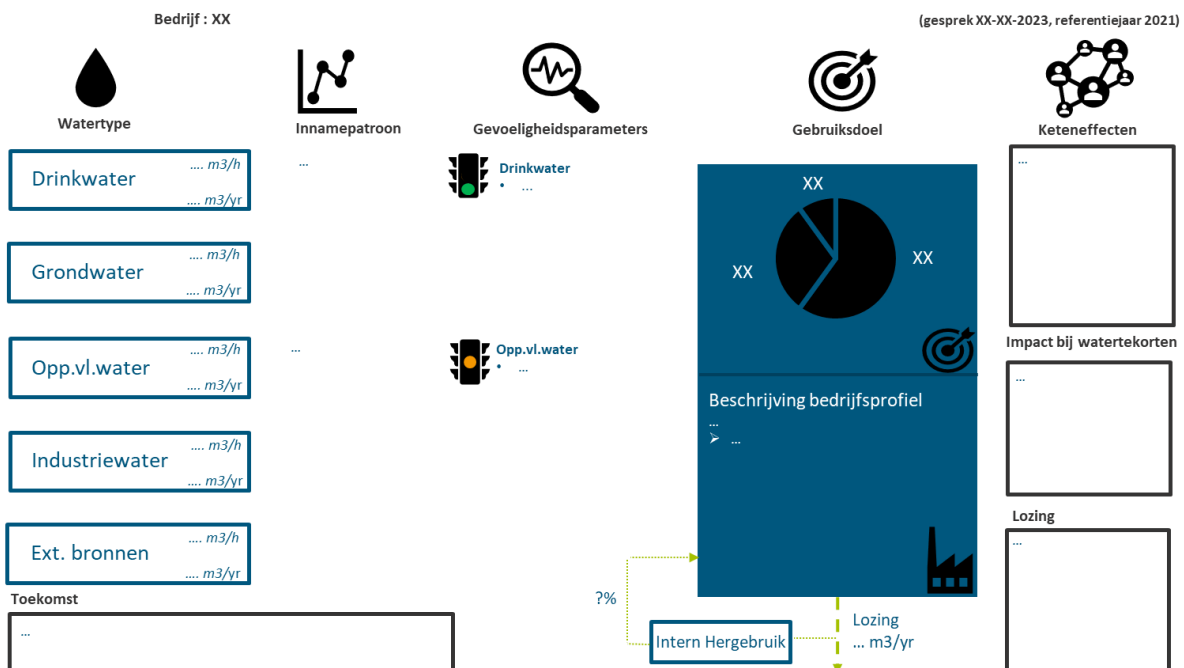 Bedrijf : XX
(gesprek XX-XX-2023, referentiejaar 2021)
Watertype
Innamepatroon
Gevoeligheidsparameters
Gebruiksdoel
Keteneffecten
Drinkwater
.... m3/h
.... m3/yr
...
Drinkwater
• ...
XX
XX
XX
...
Grondwater
.... m3/h
.... m3/yr
Opp.vl.water
.... m3/h
.... m3/yr
...
Opp.vl.water
• ...
Impact bij watertekorten
...
Beschrijving bedrijfsprofiel
...
➢ ...
Industriewater
.... m3/h
.... m3/yr
Lozing
...
Ext. bronnen
.... m3/h
.... m3/yr
Toekomst
...
?%
Intern Hergebruik
Lozing
... m3/yr